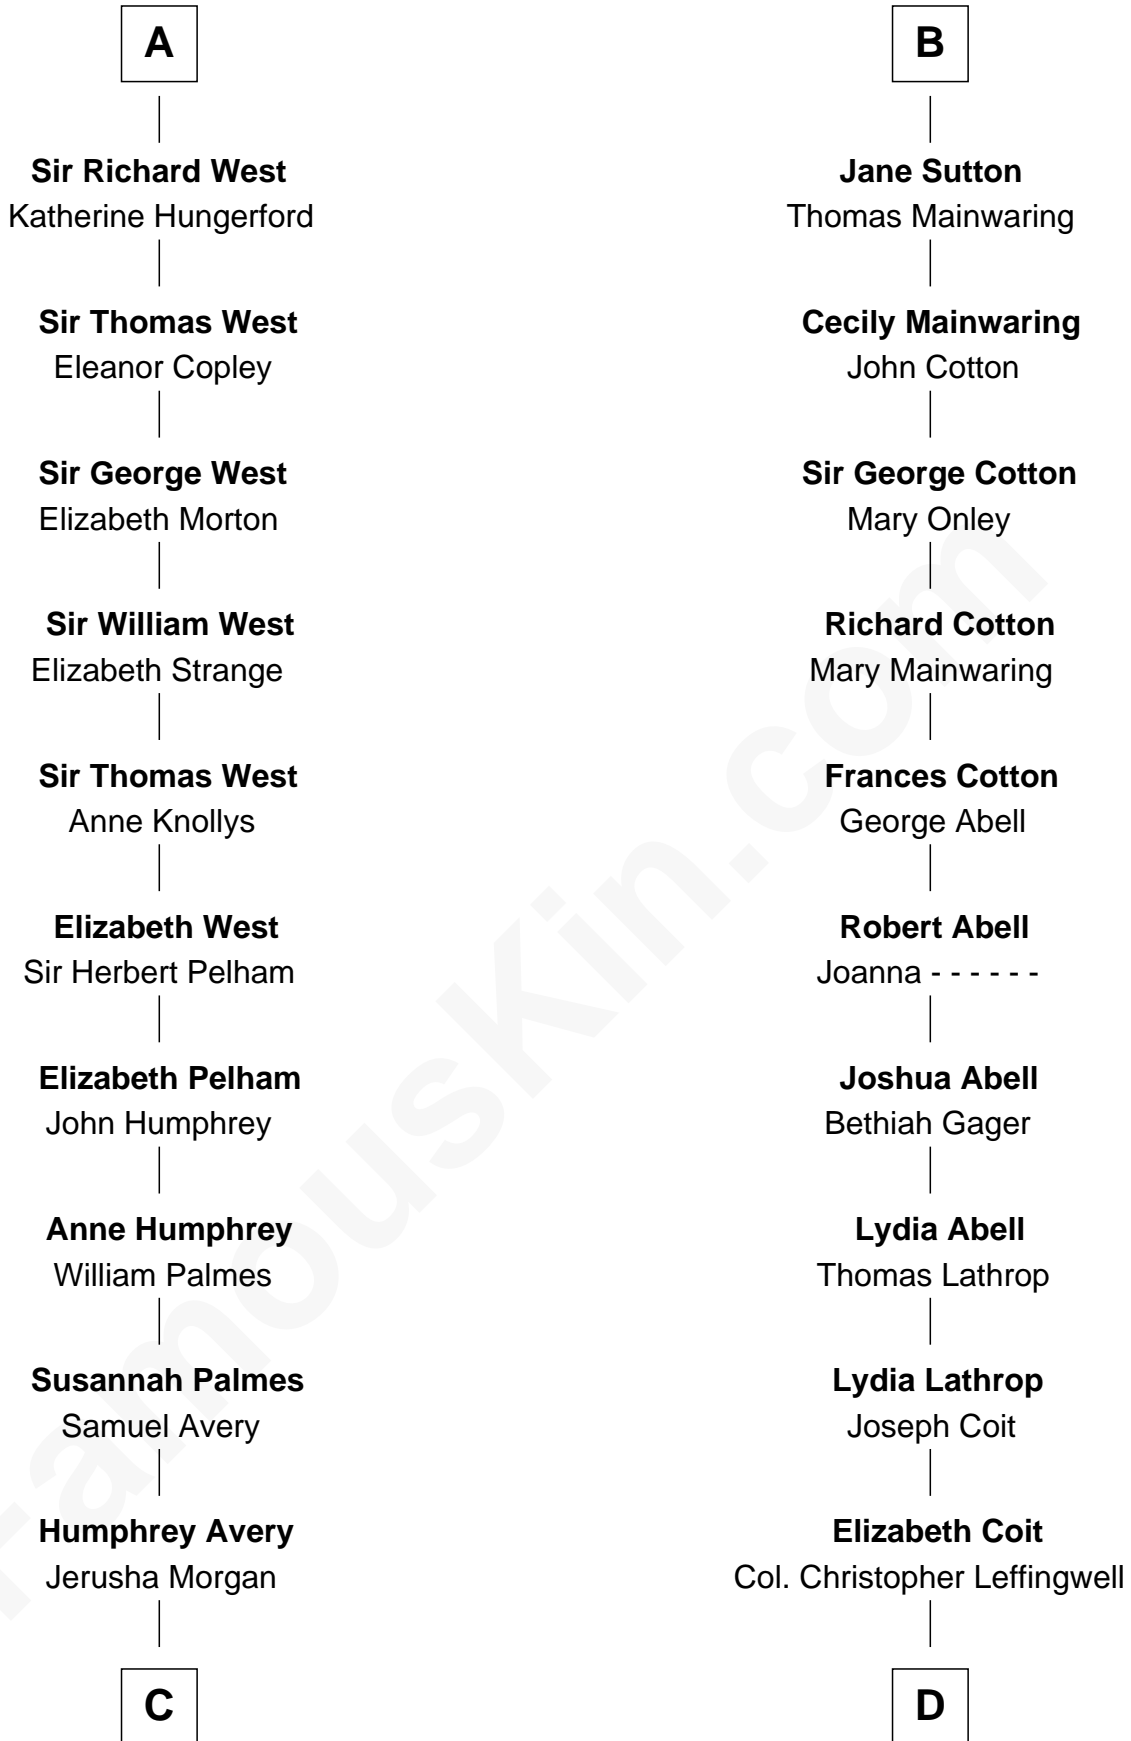 A
Sir Richard West
Katherine Hungerford
Sir Thomas West
Eleanor Copley
Sir George West
Elizabeth Morton
Sir William West
Elizabeth Strange
Sir Thomas West
Anne Knollys
Elizabeth West
Sir Herbert Pelham
Elizabeth Pelham
John Humphrey
Anne Humphrey
William Palmes
Susannah Palmes
Samuel Avery
Humphrey Avery
Jerusha Morgan
C
B
Jane Sutton
Thomas Mainwaring
Cecily Mainwaring
John Cotton
Sir George Cotton
Mary Onley
Richard Cotton
Mary Mainwaring
Frances Cotton
George Abell
Robert Abell
Joanna - - - - - -
Joshua Abell
Bethiah Gager
Lydia Abell
Thomas Lathrop
Lydia Lathrop
Joseph Coit
Elizabeth Coit
Col. Christopher Leffingwell
D
FamousKin.com